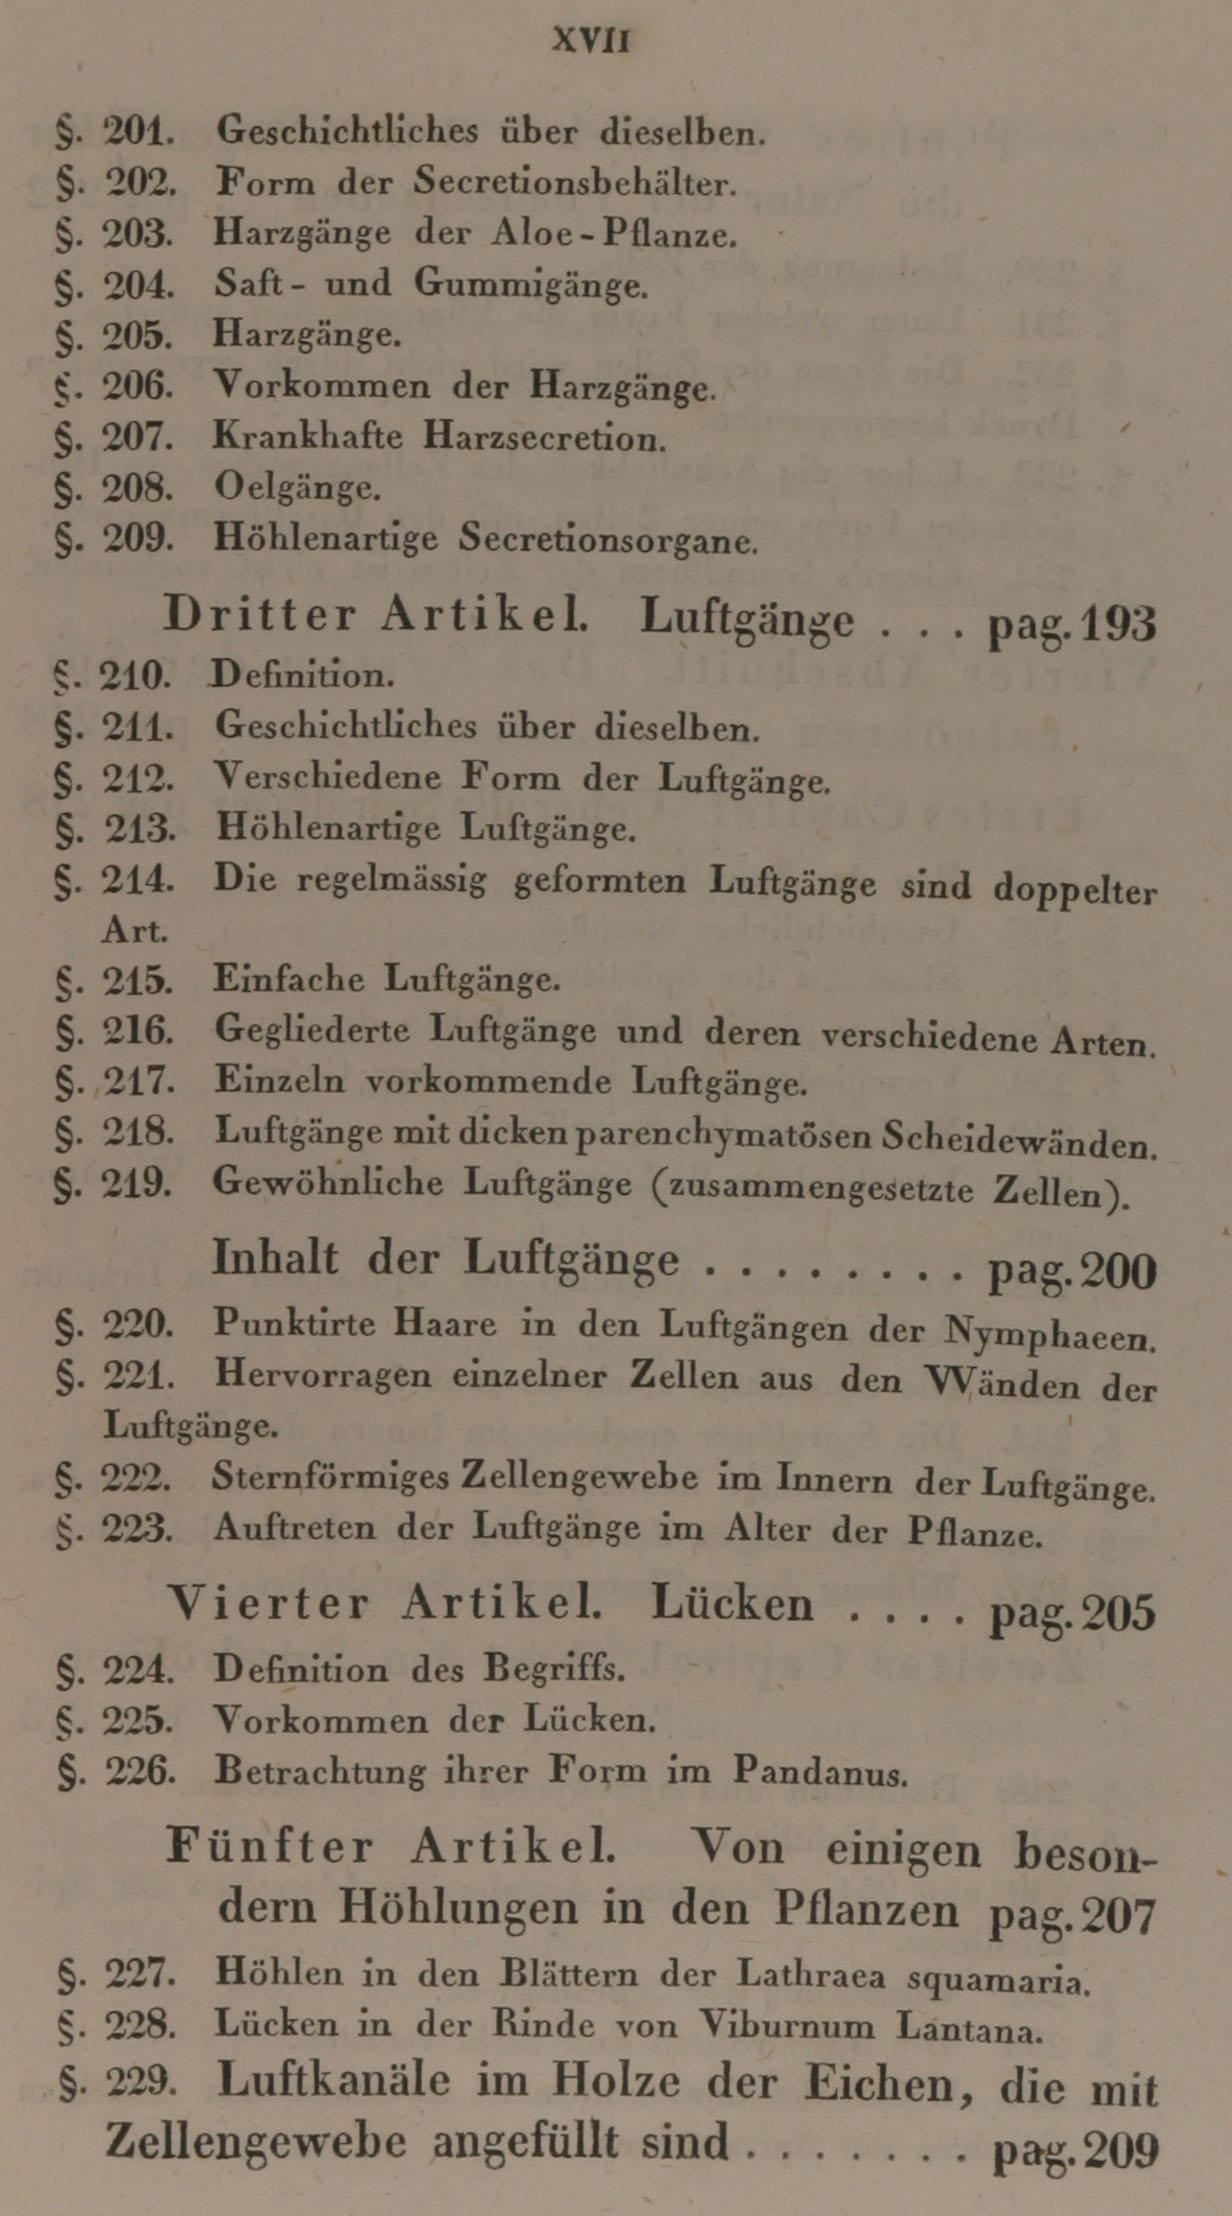 XVII
§. 201. Geschichtliches über dieselben.
§. 202. Form der Secretionsbehälter.
§. 203. Harzgänge der Aloe-Pflanze.
§. 204. Saft- und Gummigänge.
§. 205. Harzgänge.
§. 206. Vorkommen der Harzgänge.
§. 207. Krankhafte Harzsecretion.
§. 208. Oelgänge.
§. 209. Höhlenartige Secretionsorgane.
Dritter Artikel. Luftgänge . . . pag. 193
§. 210. Definition.
§. 211. Geschichtliches über dieselben.
§. 212. Verschiedene Form der Luftgänge.
§. 213. Höhlenartige Luftgänge.
§. 214. Die regelmässig geformten Luftgänge sind doppelter
Art.
§. 215. Einfache Luftgänge.
§. 216. Gegliederte Luftgänge und deren verschiedene Arten.
§. 217. Einzeln vorkommende Luftgänge.
§. 218. Luftgänge mit dicken parenchymatösen Scheidewänden.
§. 219. Gewöhnliche Luftgänge (zusammengesetzte Zellen).
Inhalt der Luftgänge . . . . . . . . pag. 200
§. 220. Punktirte Haare in den Luftgängen der Nymphaeen.
§. 221. Hervorragen einzelner Zellen aus den Wänden der
Luftgänge.
§. 222. Sternförmiges Zellengewebe im Innern der Luftgänge.
§. 223. Auftreten der Luftgänge im Alter der Pflanze.
Vierter Artikel. Lücken . . . . pag. 205
§. 224. Definition des Begriffs.
§. 225. Vorkommen der Lücken.
§. 226. Betrachtung ihrer Form im Pandanus.
Fünfter Artikel. Von einigen beson-
dern Höhlungen in den Pflanzen pag. 207
§. 227. Höhlen in den Blättern der Lathraea squamaria.
§. 228. Lücken in der Rinde von Viburnum Lantana.
§. 229. Luftkanäle im Holze der Eichen, die mit
Zellengewebe angefüllt sind . . . . . . . pag. 209